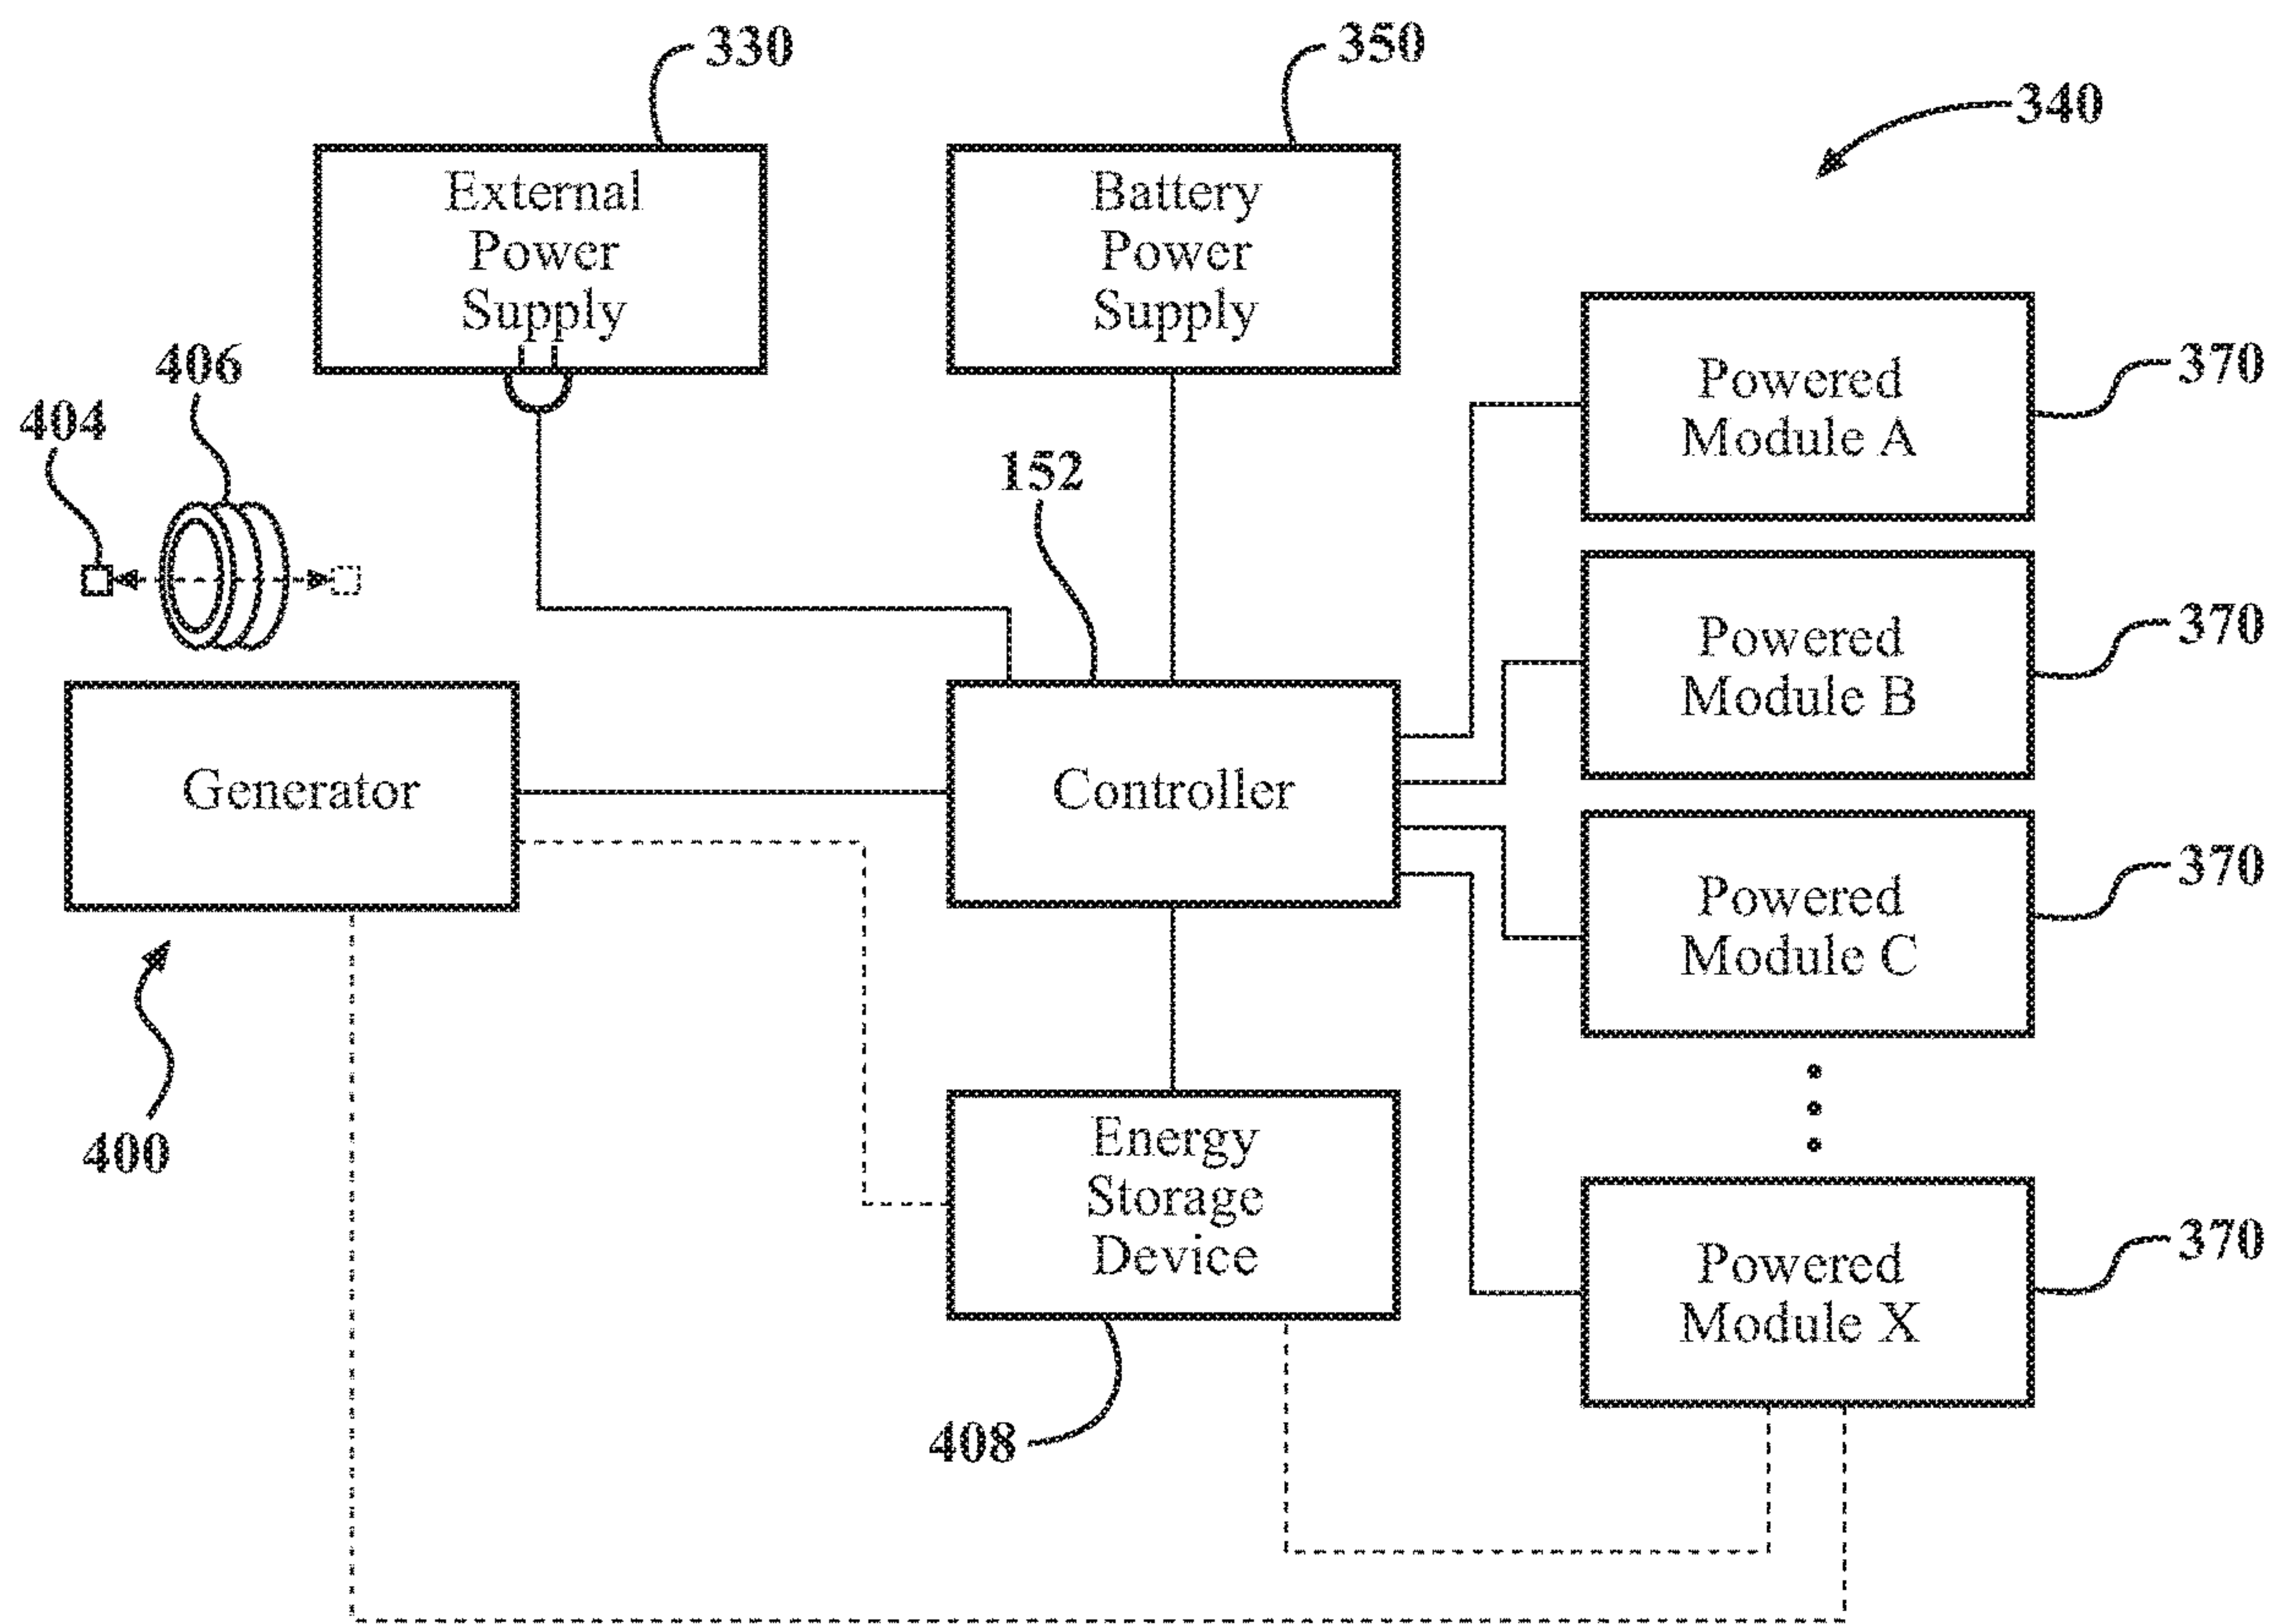 330
350
340
External
Power
Supply
Battery
Power
Supply
406
404
152
Powered
Module A
370
Powered
Module B
370
Generator
Controller
Powered
Module C
370
400
Energy
Storage
Device
408
Powered
Module X
370